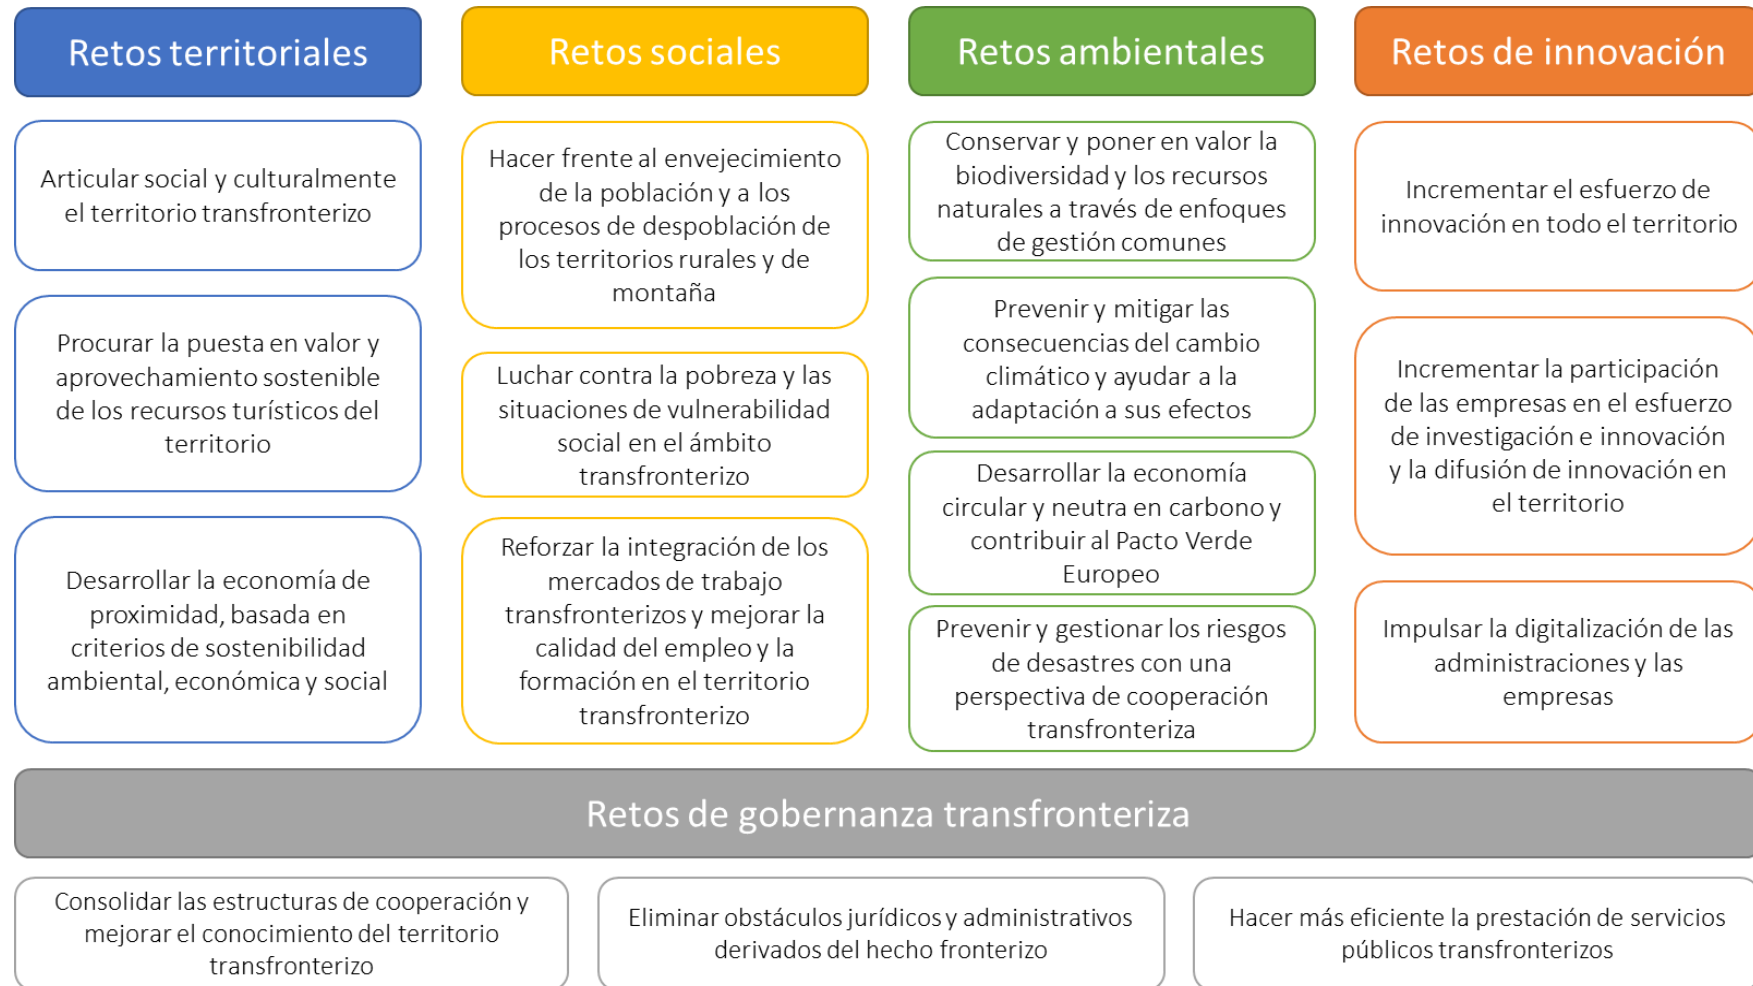 Retos territoriales
Articular social y culturalmente
el territorio transfronterizo
Procurar la puesta en valor y
aprovechamiento sostenible
de los recursos turísticos del
territorio
Desarrollar la economía de
proximidad, basada en
criterios de sostenibilidad
ambiental, económica y social
Retos sociales
Hacer frente al envejecimiento
de la población y a los
procesos de despoblación de
los territorios rurales y de
montaña
Luchar contra la pobreza y las
situaciones de vulnerabilidad
social en el ámbito
transfronterizo
Reforzar la integración de los
mercados de trabajo
transfronterizos y mejorar la
calidad del empleo y la
formación en el territorio
transfronterizo
Retos ambientales
Conservar y poner en valor la
biodiversidad y los recursos
naturales a través de enfoques
de gestión comunes
Prevenir y mitigar las
consecuencias del cambio
climático y ayudar a la
adaptación a sus efectos
Desarrollar la economía
circular y neutra en carbono y
contribuir al Pacto Verde
Europeo
Prevenir y gestionar los riesgos
de desastres con una
perspectiva de cooperación
transfronteriza
Retos de innovación
Incrementar el esfuerzo de
innovación en todo el territorio
Incrementar la participación
de las empresas en el esfuerzo
de investigación e innovación
y la difusión de innovación en
el territorio
Impulsar la digitalización de las
administraciones y las
empresas
Retos de gobernanza transfronteriza
Consolidar las estructuras de cooperación y
mejorar el conocimiento del territorio
transfronterizo
Eliminar obstáculos jurídicos y administrativos
derivados del hecho fronterizo
Hacer más eficiente la prestación de servicios
públicos transfronterizos